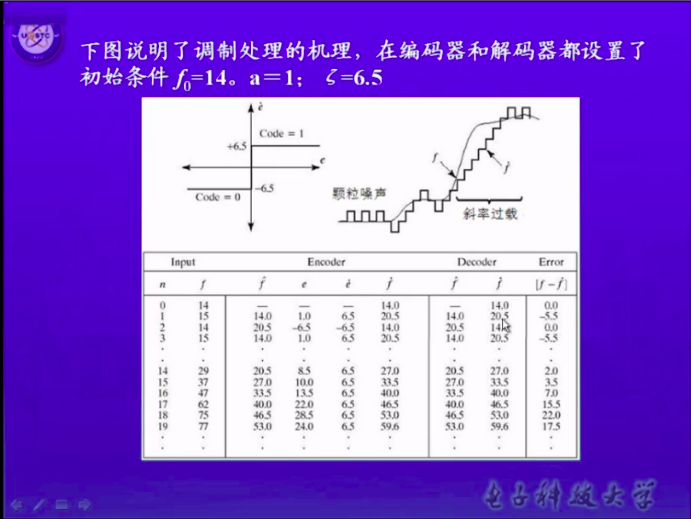 下图说明了调制处理的机理，在编码器和解码器都设置了
初始条件 f₀=14。a＝1； ζ=6.5
ė
Code = 1
+6.5
e
-6.5
Code = 0
颗粒噪声
f
f̂
斜率过载
Input Encoder Decoder Error
n f f̂ e ė ḟ f̂ ḟ [f − ḟ]
0 14 — — — 14.0 — 14.0 0.0
1 15 14.0 1.0 6.5 20.5 14.0 20.5 -5.5
2 14 20.5 -6.5 -6.5 14.0 20.5 14.0 0.0
3 15 14.0 1.0 6.5 20.5 14.0 20.5 -5.5
. . . . . . . . .
. . . . . . . . .
14 29 20.5 8.5 6.5 27.0 20.5 27.0 2.0
15 37 27.0 10.0 6.5 33.5 27.0 33.5 3.5
16 47 33.5 13.5 6.5 40.0 33.5 40.0 7.0
17 62 40.0 22.0 6.5 46.5 40.0 46.5 15.5
18 75 46.5 28.5 6.5 53.0 46.5 53.0 22.0
19 77 53.0 24.0 6.5 59.6 53.0 59.6 17.5
. . . . . . . . .
. . . . . . . . .
电子科技大学